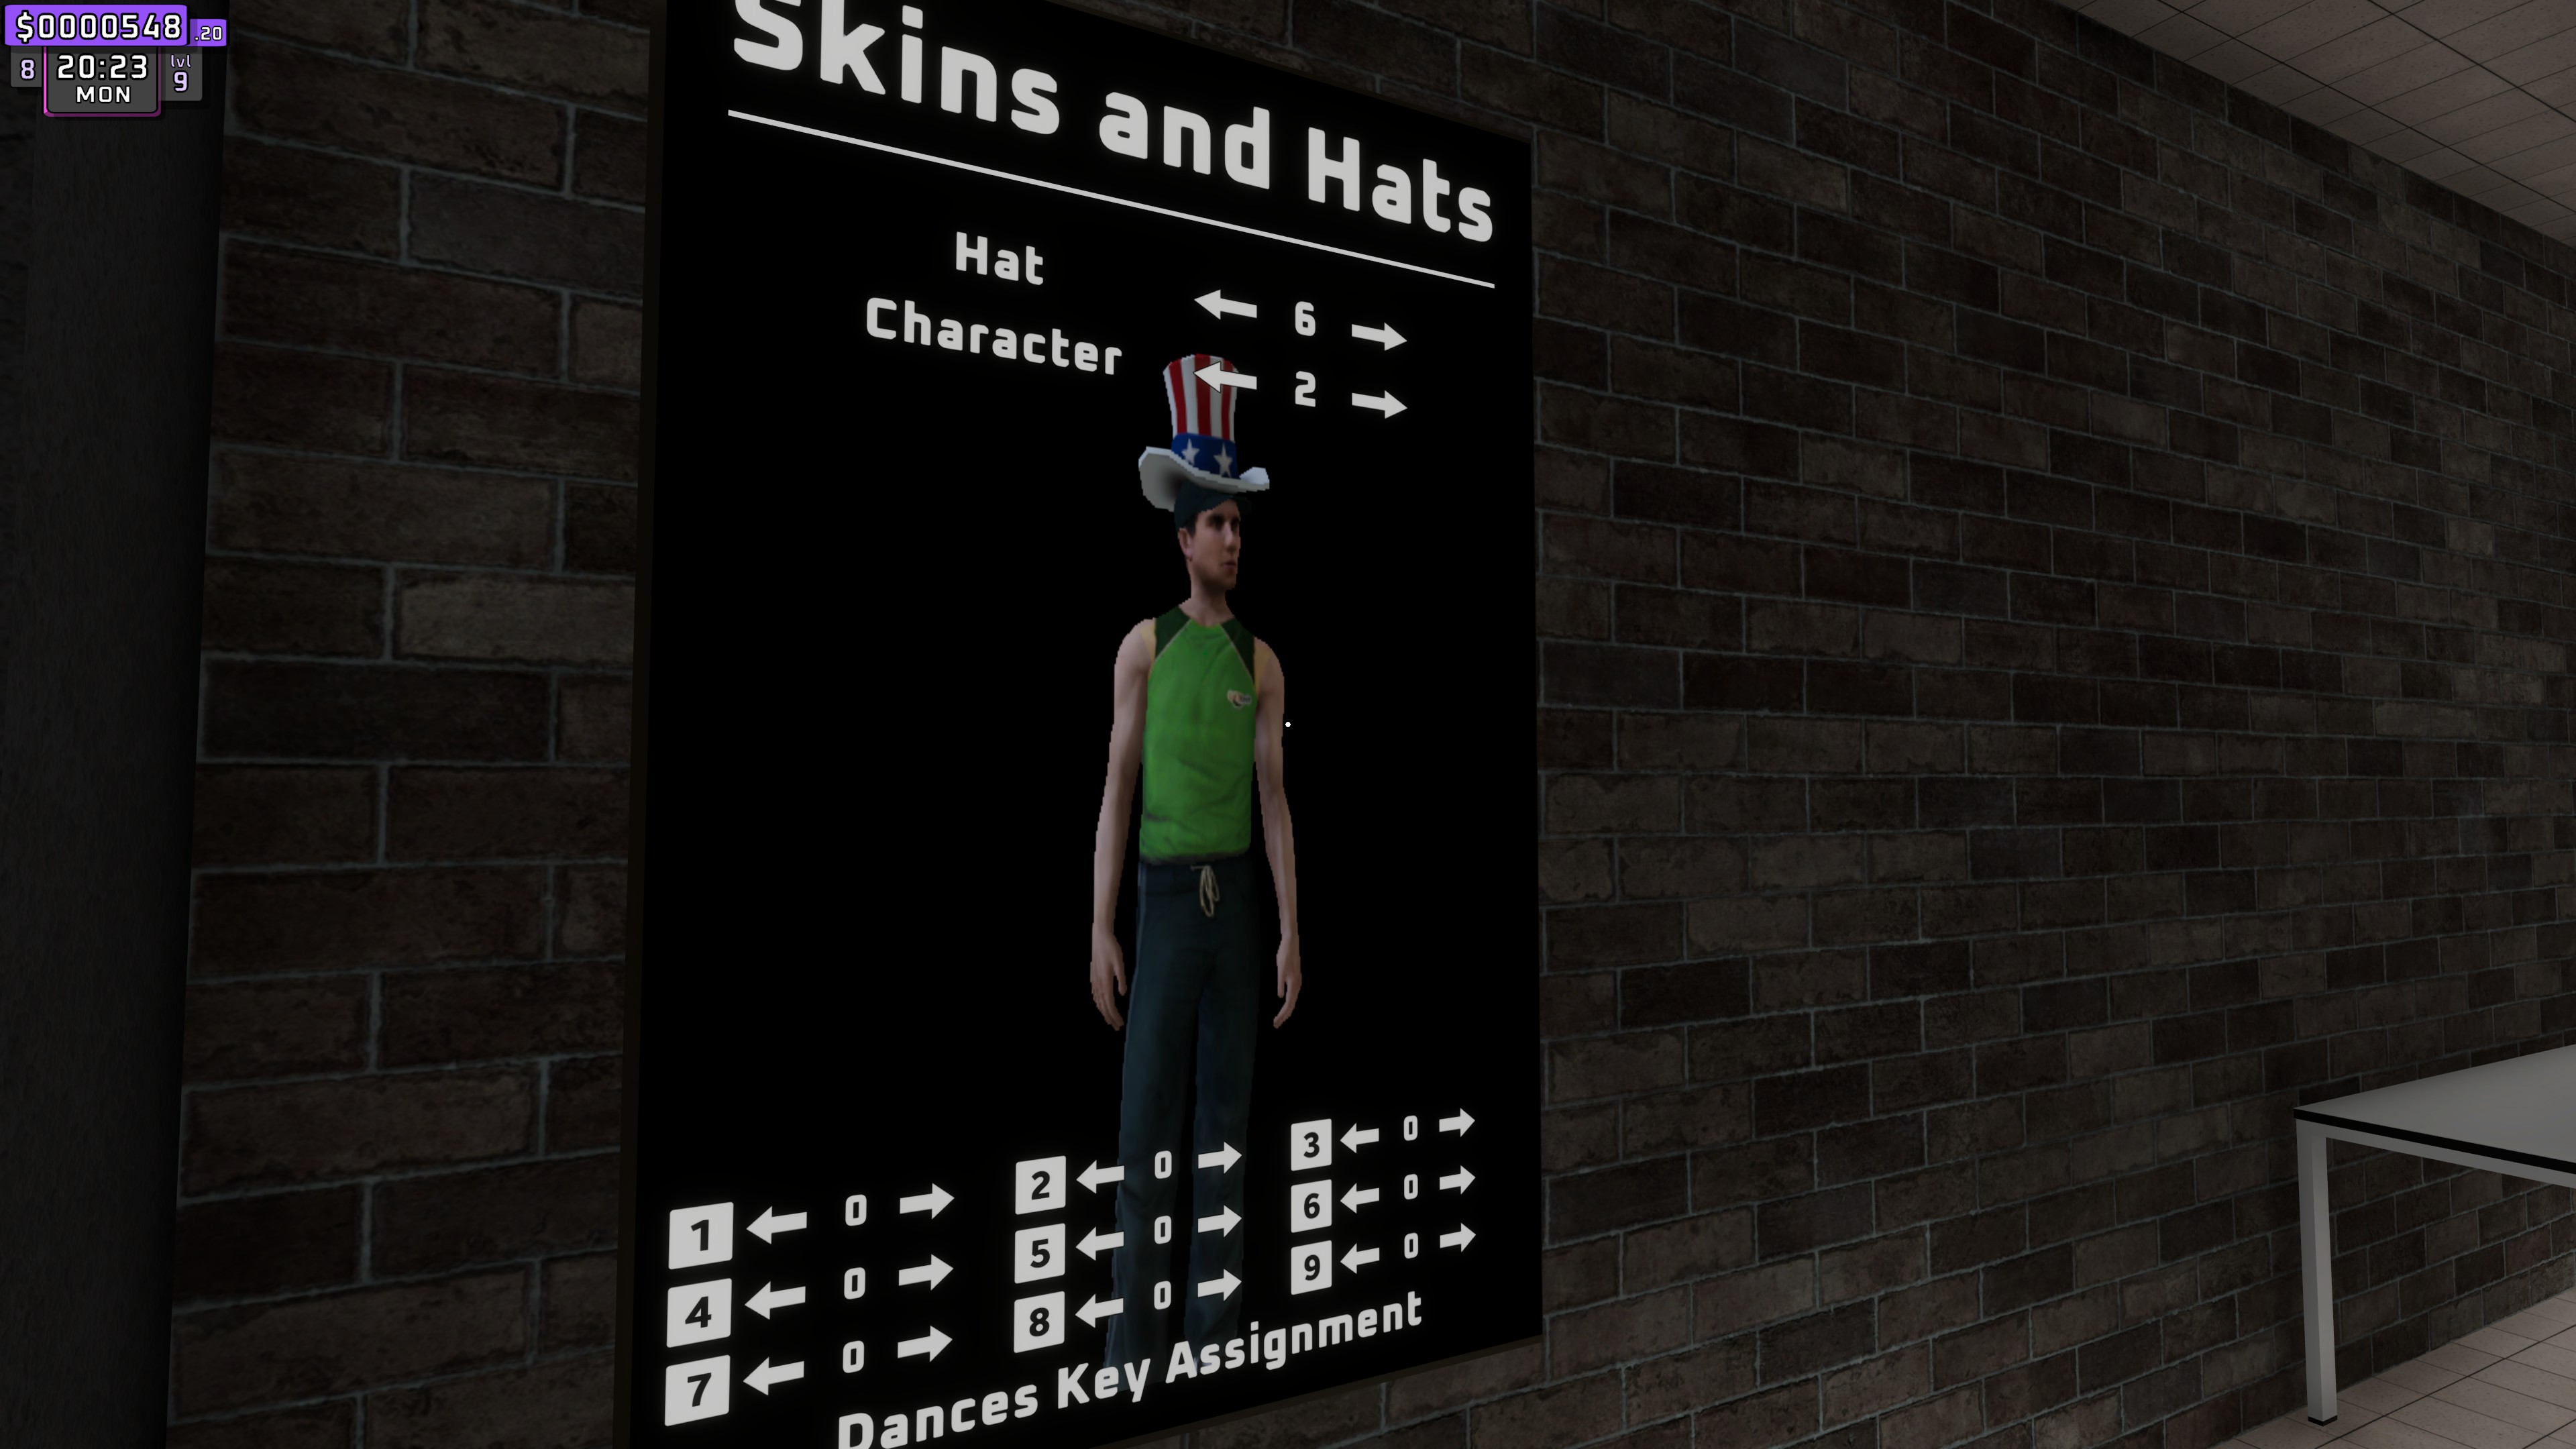 $0000548.20
8 20:23 lvl 9
MON
Skins and Hats
Hat 6
Character 2
1 0 2 0 3 0
4 0 5 0 6 0
7 0 8 0 9 0
Dances Key Assignment